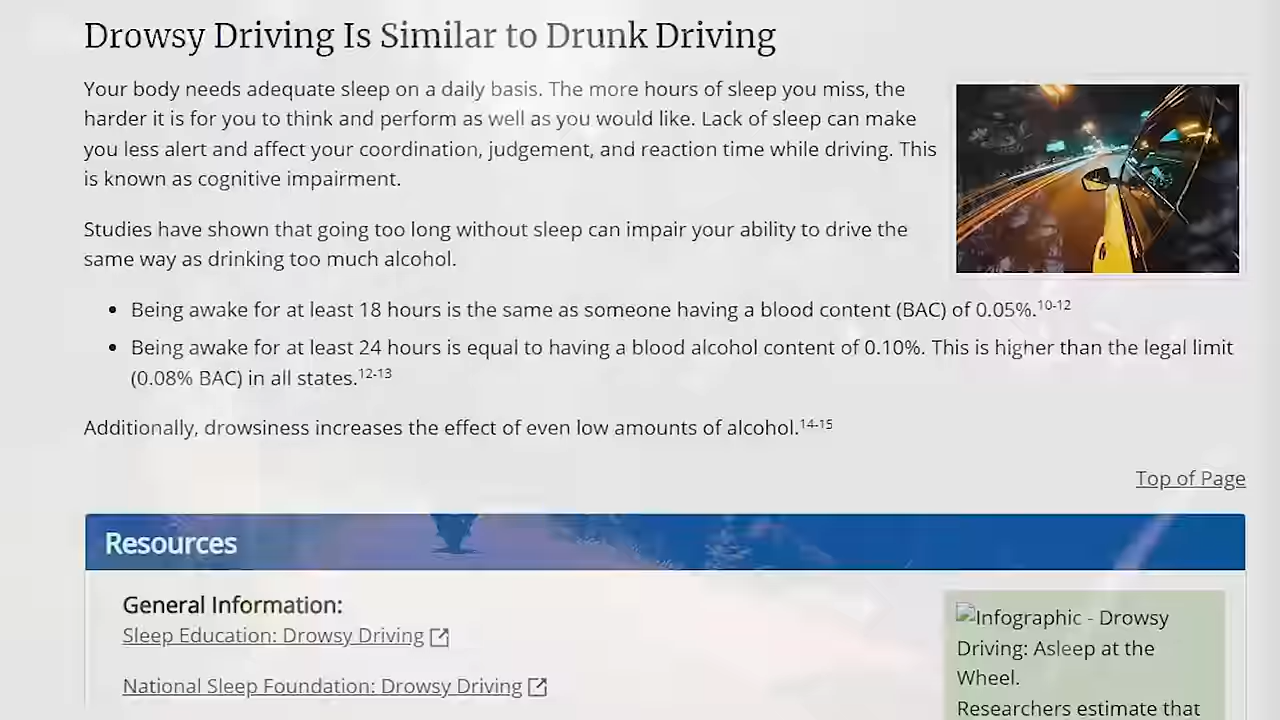 Drowsy Driving Is Similar to Drunk Driving
Your body needs adequate sleep on a daily basis. The more hours of sleep you miss, the
harder it is for you to think and perform as well as you would like. Lack of sleep can make
you less alert and affect your coordination, judgement, and reaction time while driving. This
is known as cognitive impairment.
Studies have shown that going too long without sleep can impair your ability to drive the
same way as drinking too much alcohol.
• Being awake for at least 18 hours is the same as someone having a blood content (BAC) of 0.05%.10-12
• Being awake for at least 24 hours is equal to having a blood alcohol content of 0.10%. This is higher than the legal limit
(0.08% BAC) in all states.12-13
Additionally, drowsiness increases the effect of even low amounts of alcohol.14-15
Top of Page
Resources
General Information:
Sleep Education: Drowsy Driving
National Sleep Foundation: Drowsy Driving
Infographic - Drowsy
Driving: Asleep at the
Wheel.
Researchers estimate that